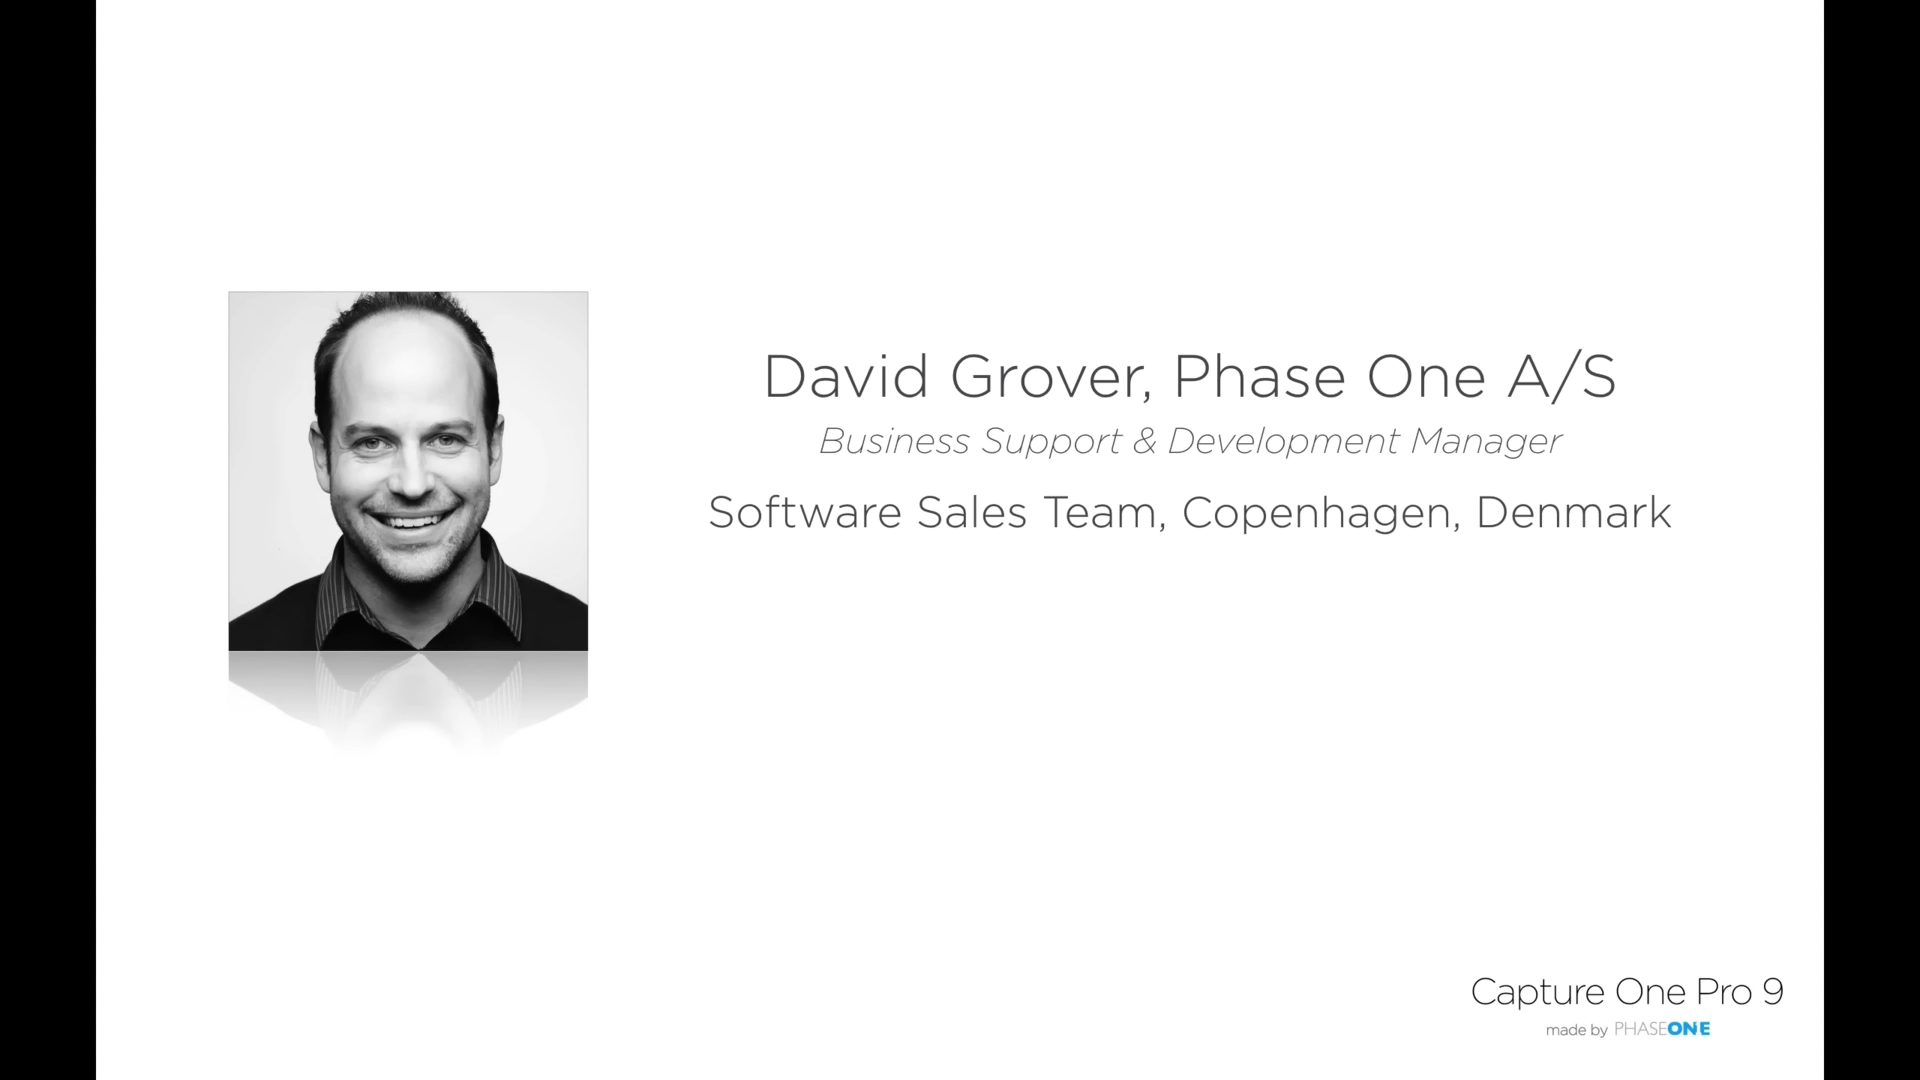 David Grover, Phase One A/S
Business Support & Development Manager
Software Sales Team, Copenhagen, Denmark
Capture One Pro 9
made by PHASEONE